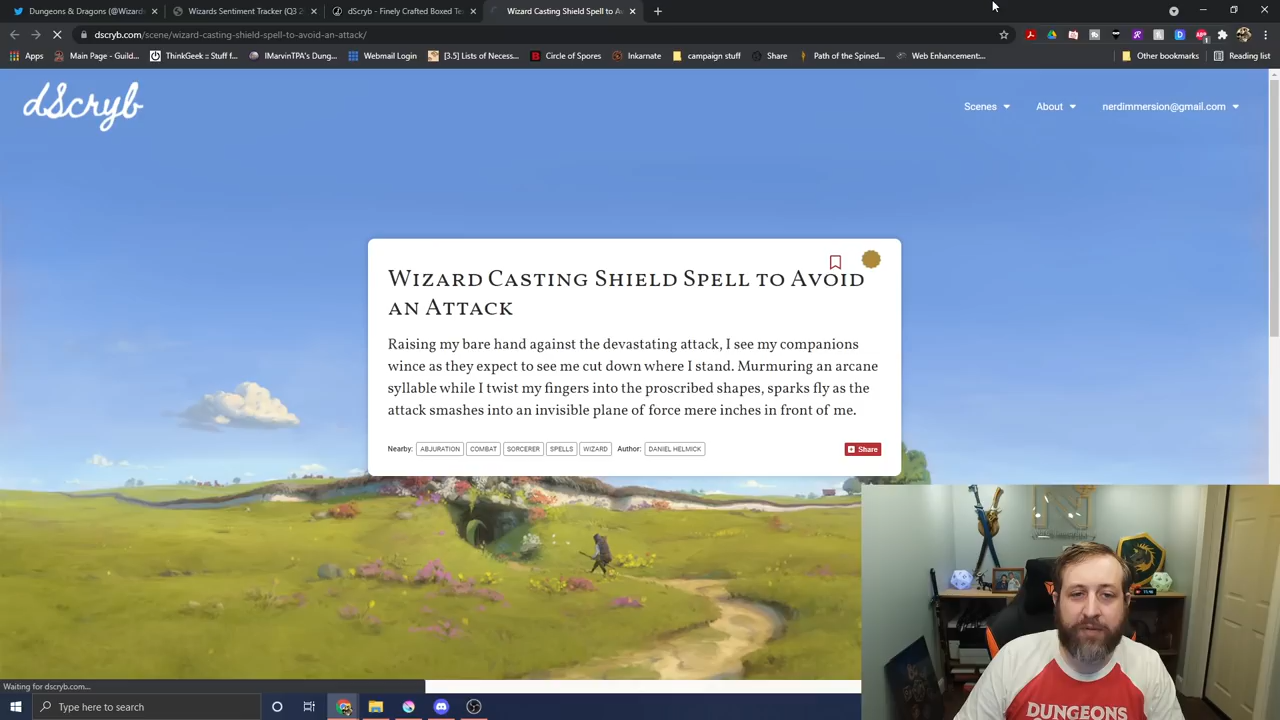 Dungeons & Dragons (@Wizards
Wizards Sentiment Tracker (Q3 2
dScryb - Finely Crafted Boxed Te
Wizard Casting Shield Spell to Av
dscryb.com/scene/wizard-casting-shield-spell-to-avoid-an-attack/
Apps
Main Page - Guild...
ThinkGeek :: Stuff f...
IMarvinTPA's Dung...
Webmail Login
[3.5] Lists of Necess...
Circle of Spores
Inkarnate
campaign stuff
Share
Path of the Spined...
Web Enhancement:...
Other bookmarks
Reading list
dScryb
Scenes
About
nerdimmersion@gmail.com
Wizard Casting Shield Spell to Avoid
an Attack
Raising my bare hand against the devastating attack, I see my companions
wince as they expect to see me cut down where I stand. Murmuring an arcane
syllable while I twist my fingers into the proscribed shapes, sparks fly as the
attack smashes into an invisible plane of force mere inches in front of me.
Nearby: ABJURATION COMBAT SORCERER SPELLS WIZARD Author: DANIEL HELMICK
Share
DUNGEONS
Waiting for dscryb.com...
Type here to search